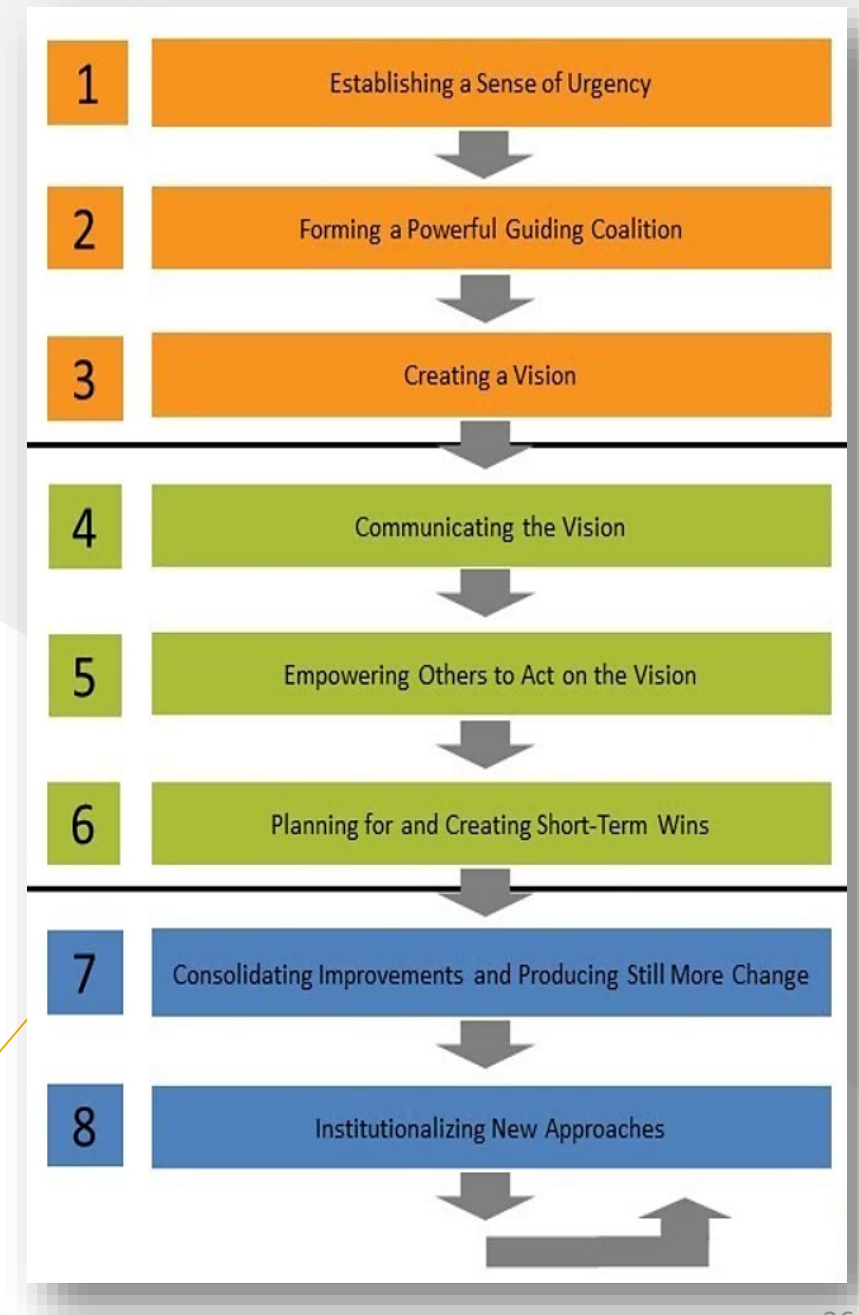 1
Establishing a Sense of Urgency
2
Forming a Powerful Guiding Coalition
3
Creating a Vision
4
Communicating the Vision
5
Empowering Others to Act on the Vision
6
Planning for and Creating Short-Term Wins
7
Consolidating Improvements and Producing Still More Change
8
Institutionalizing New Approaches